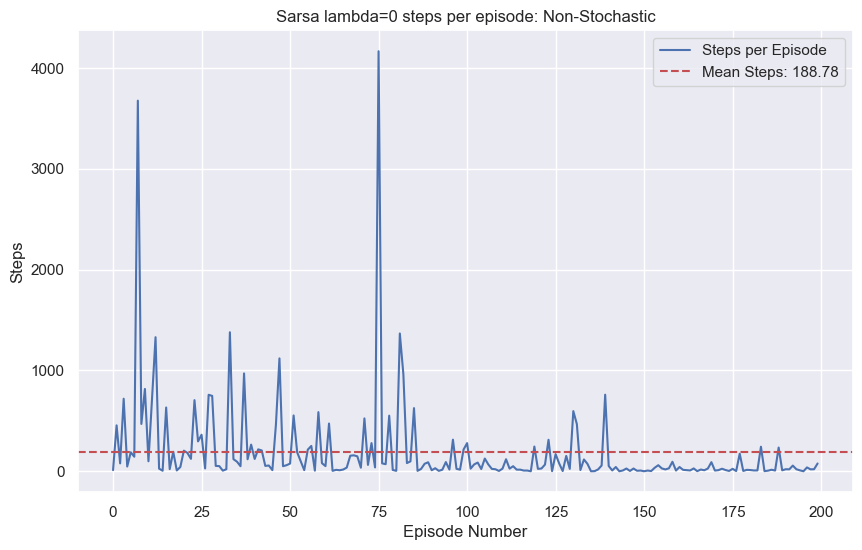 Sarsa lambda=0 steps per episode: Non-Stochastic
Steps per Episode
Mean Steps: 188.78
4000
3000
2000
1000
0
Steps
0 25 50 75 100 125 150 175 200
Episode Number